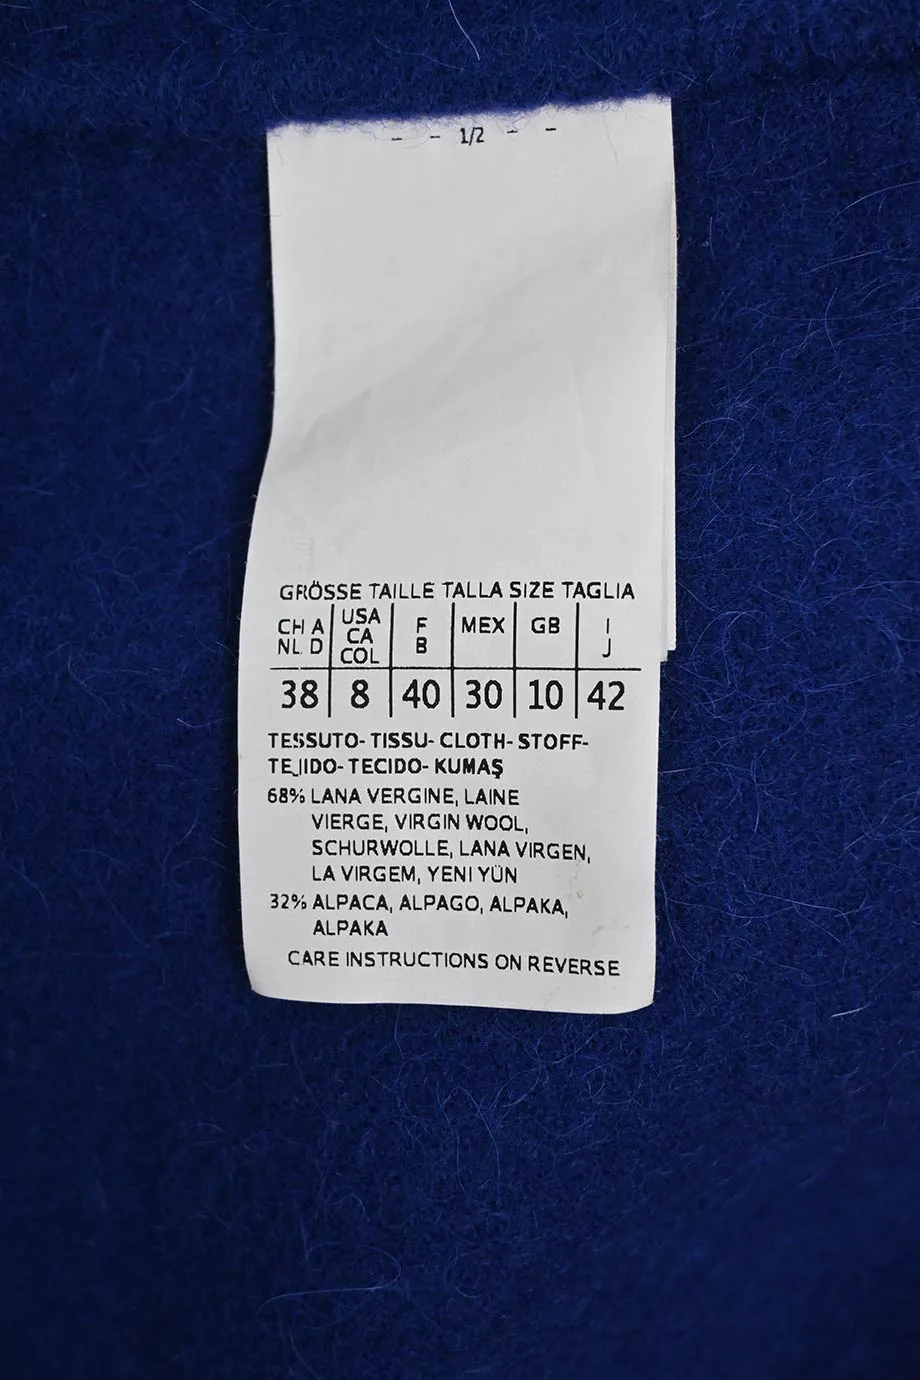 - - 1/2 - -
GRÖSSE TAILLE TALLA SIZE TAGLIA
CH A NL D | USA CA COL | F B | MEX | GB | I J
38 | 8 | 40 | 30 | 10 | 42
TESSUTO- TISSU- CLOTH- STOFF-
TEJIDO- TECIDO- KUMAŞ
68% LANA VERGINE, LAINE
VIERGE, VIRGIN WOOL,
SCHURWOLLE, LANA VIRGEN,
LA VIRGEM, YENI YÜN
32% ALPACA, ALPAGO, ALPAKA,
ALPAKA
CARE INSTRUCTIONS ON REVERSE